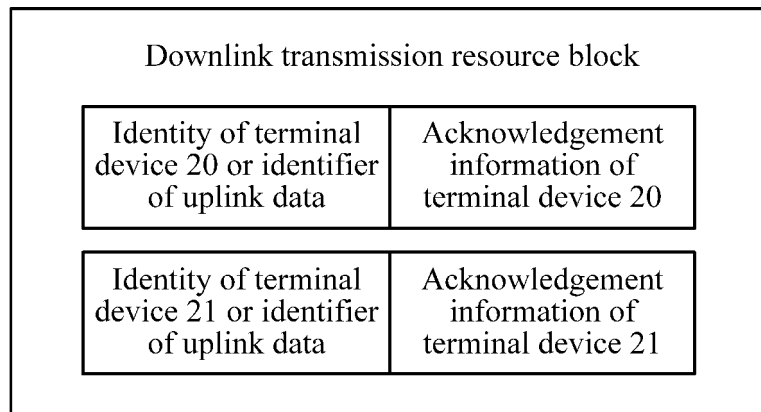 Downlink transmission resource block
Identity of terminal
device 20 or identifier
of uplink data
Acknowledgement
information of
terminal device 20
Identity of terminal
device 21 or identifier
of uplink data
Acknowledgement
information of
terminal device 21